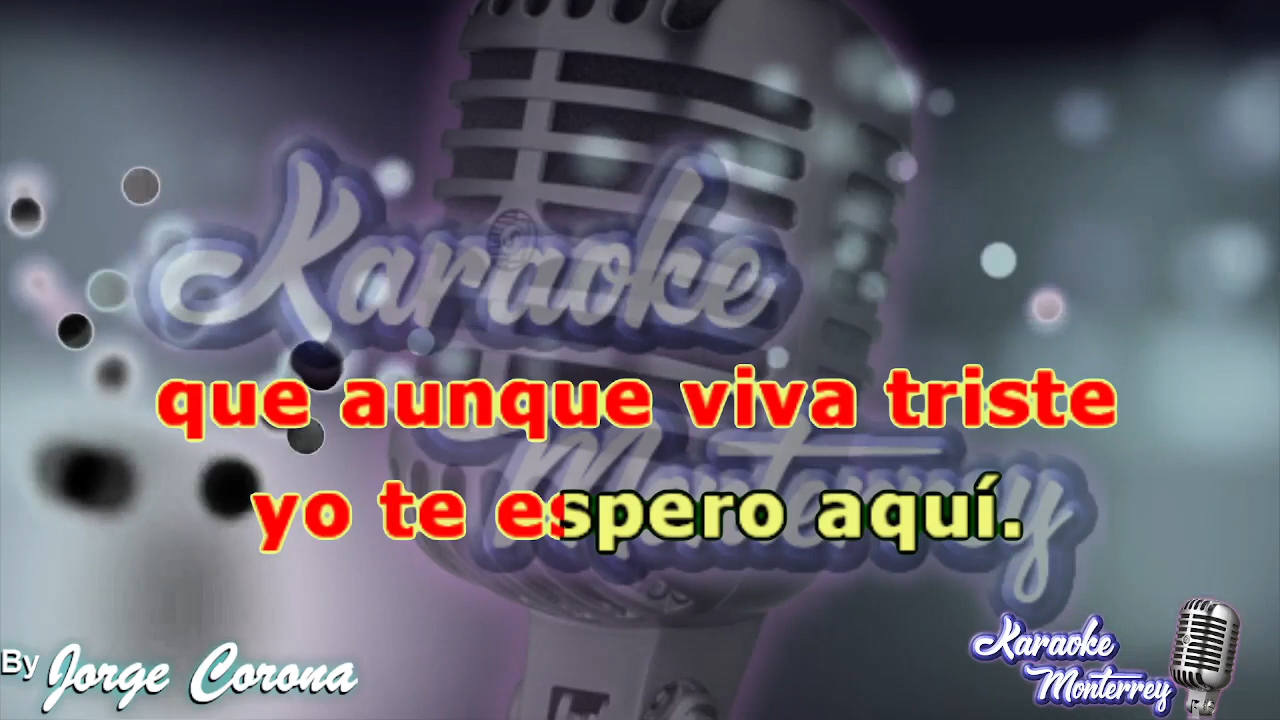 Karaoke
Monterrey
que aunque viva triste
yo te espero aquí.
By Jorge Corona
Karaoke
Monterrey